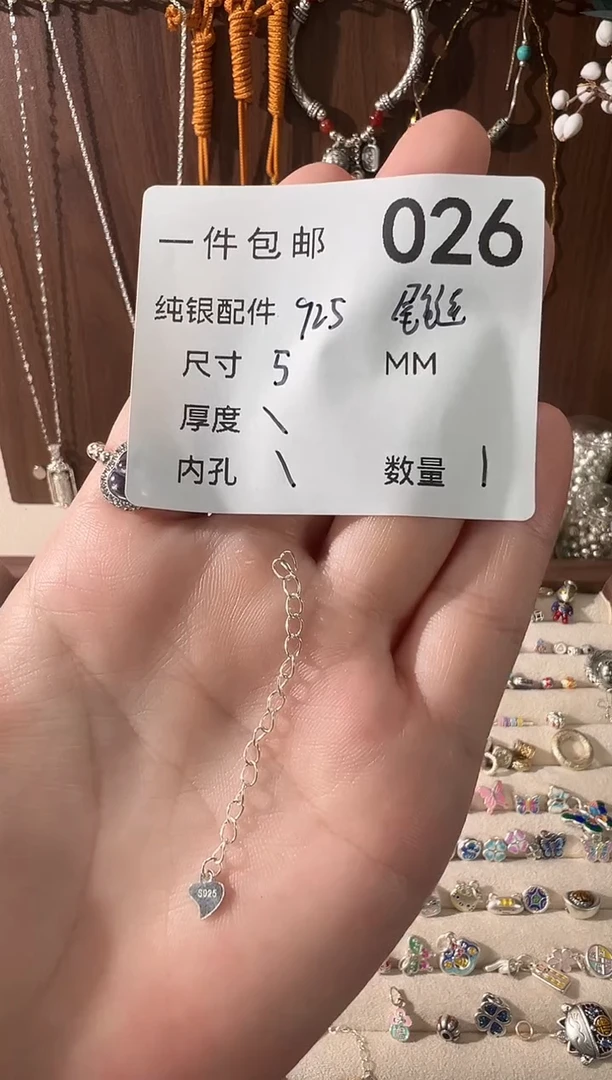 一件包邮 026
纯银配件 925 尾链
尺寸 5 MM
厚度 \
内孔 \ 数量 1
S925